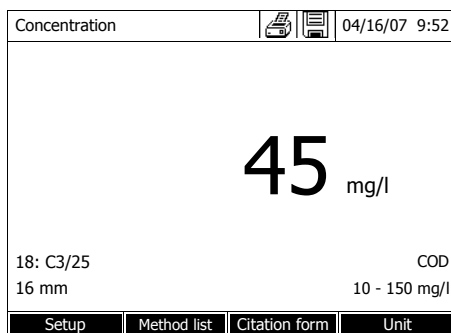 Concentration 04/16/07 9:52
45 mg/l
18: C3/25 COD
16 mm 10 - 150 mg/l
Setup Method list Citation form Unit